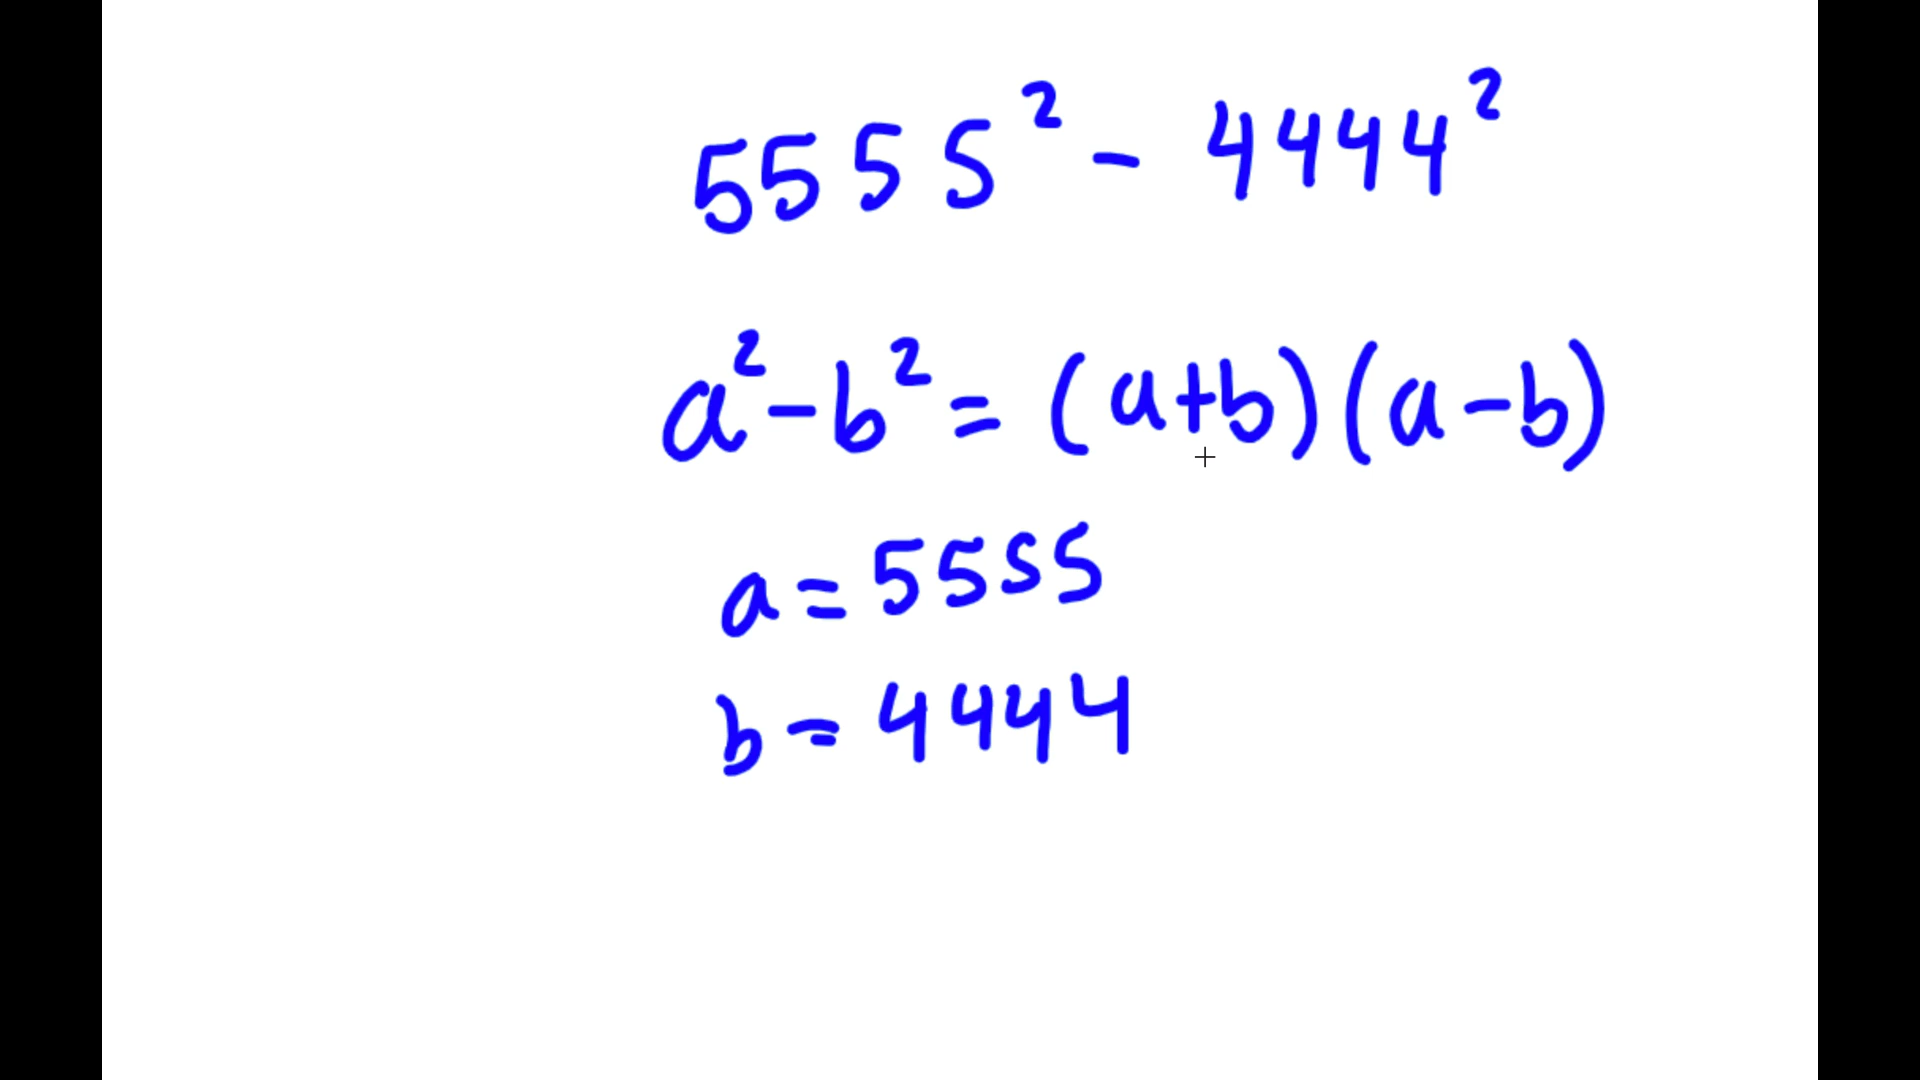 5555² - 4444²
a² - b² = (a+b)(a-b)
a = 5555
b = 4444